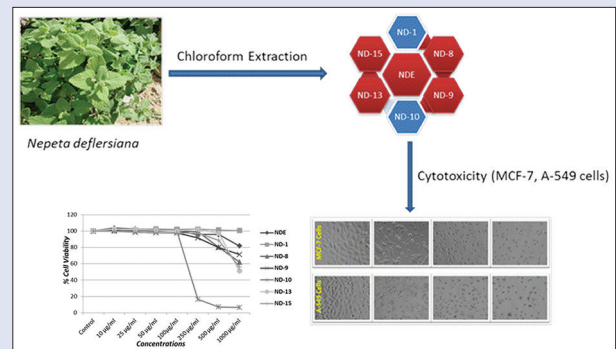 Nepeta deflersiana
Chloroform Extraction
ND-1
ND-15
ND-8
NDE
ND-13
ND-9
ND-10
Cytotoxicity (MCF-7, A-549 cells)
% Cell Viability
120
100
80
60
40
20
0
Control
10 µg/ml
25 µg/ml
50 µg/ml
100µg/ml
250 µg/ml
500 µg/ml
1000 µg/ml
Concentrations
NDE
ND-1
ND-8
ND-9
ND-10
ND-13
ND-15
MCF-7 Cells
A-549 Cells